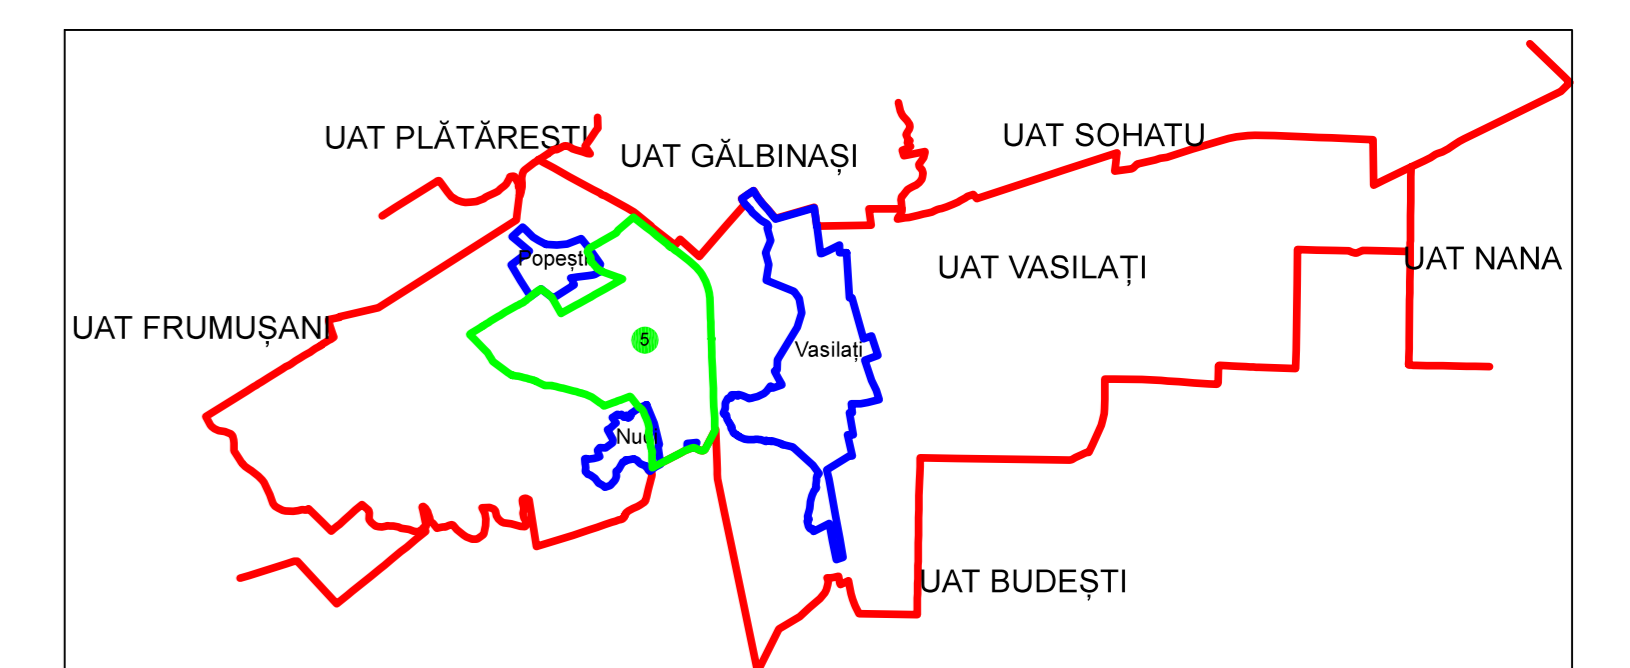 UAT PLĂTĂREȘTI
UAT GĂLBINAȘI
UAT SOHATU
Popești
UAT VASILAȚI
UAT NANA
UAT FRUMUȘANI
5
Vasilați
UAT BUDEȘTI